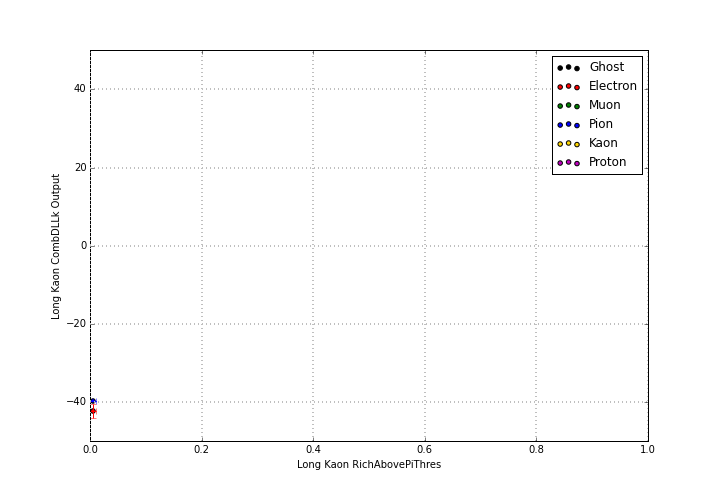 Ghost
Electron
Muon
Pion
Kaon
Proton
40
20
0
−20
−40
Long Kaon CombDLLk Output
0.0 0.2 0.4 0.6 0.8 1.0
Long Kaon RichAbovePiThres